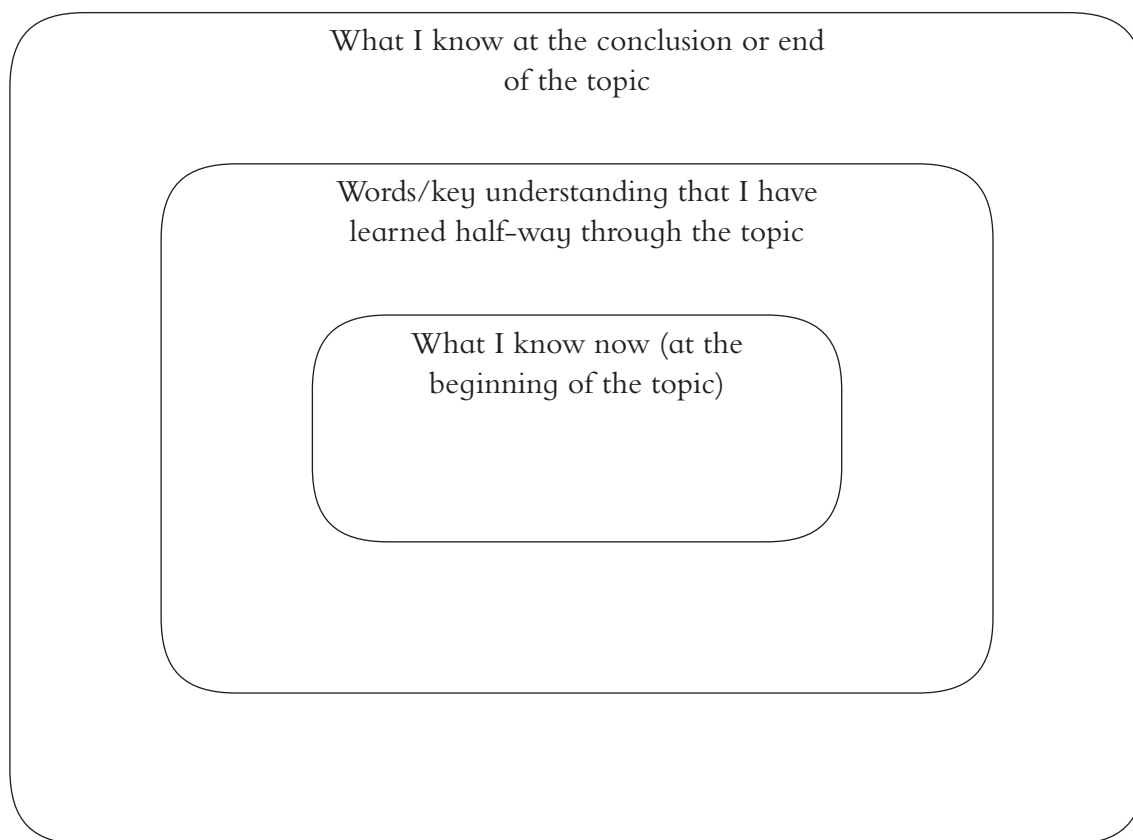 What I know at the conclusion or end
of the topic
Words/key understanding that I have
learned half-way through the topic
What I know now (at the
beginning of the topic)